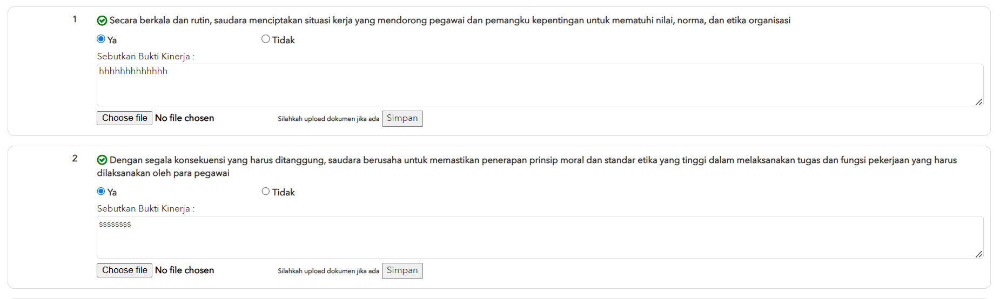 1
Secara berkala dan rutin, saudara menciptakan situasi kerja yang mendorong pegawai dan pemangku kepentingan untuk mematuhi nilai, norma, dan etika organisasi
Ya Tidak
Sebutkan Bukti Kinerja :
hhhhhhhhhhhhh
Choose file No file chosen Silahkah upload dokumen jika ada Simpan
2
Dengan segala konsekuensi yang harus ditanggung, saudara berusaha untuk memastikan penerapan prinsip moral dan standar etika yang tinggi dalam melaksanakan tugas dan fungsi pekerjaan yang harus
dilaksanakan oleh para pegawai
Ya Tidak
Sebutkan Bukti Kinerja :
ssssssss
Choose file No file chosen Silahkah upload dokumen jika ada Simpan